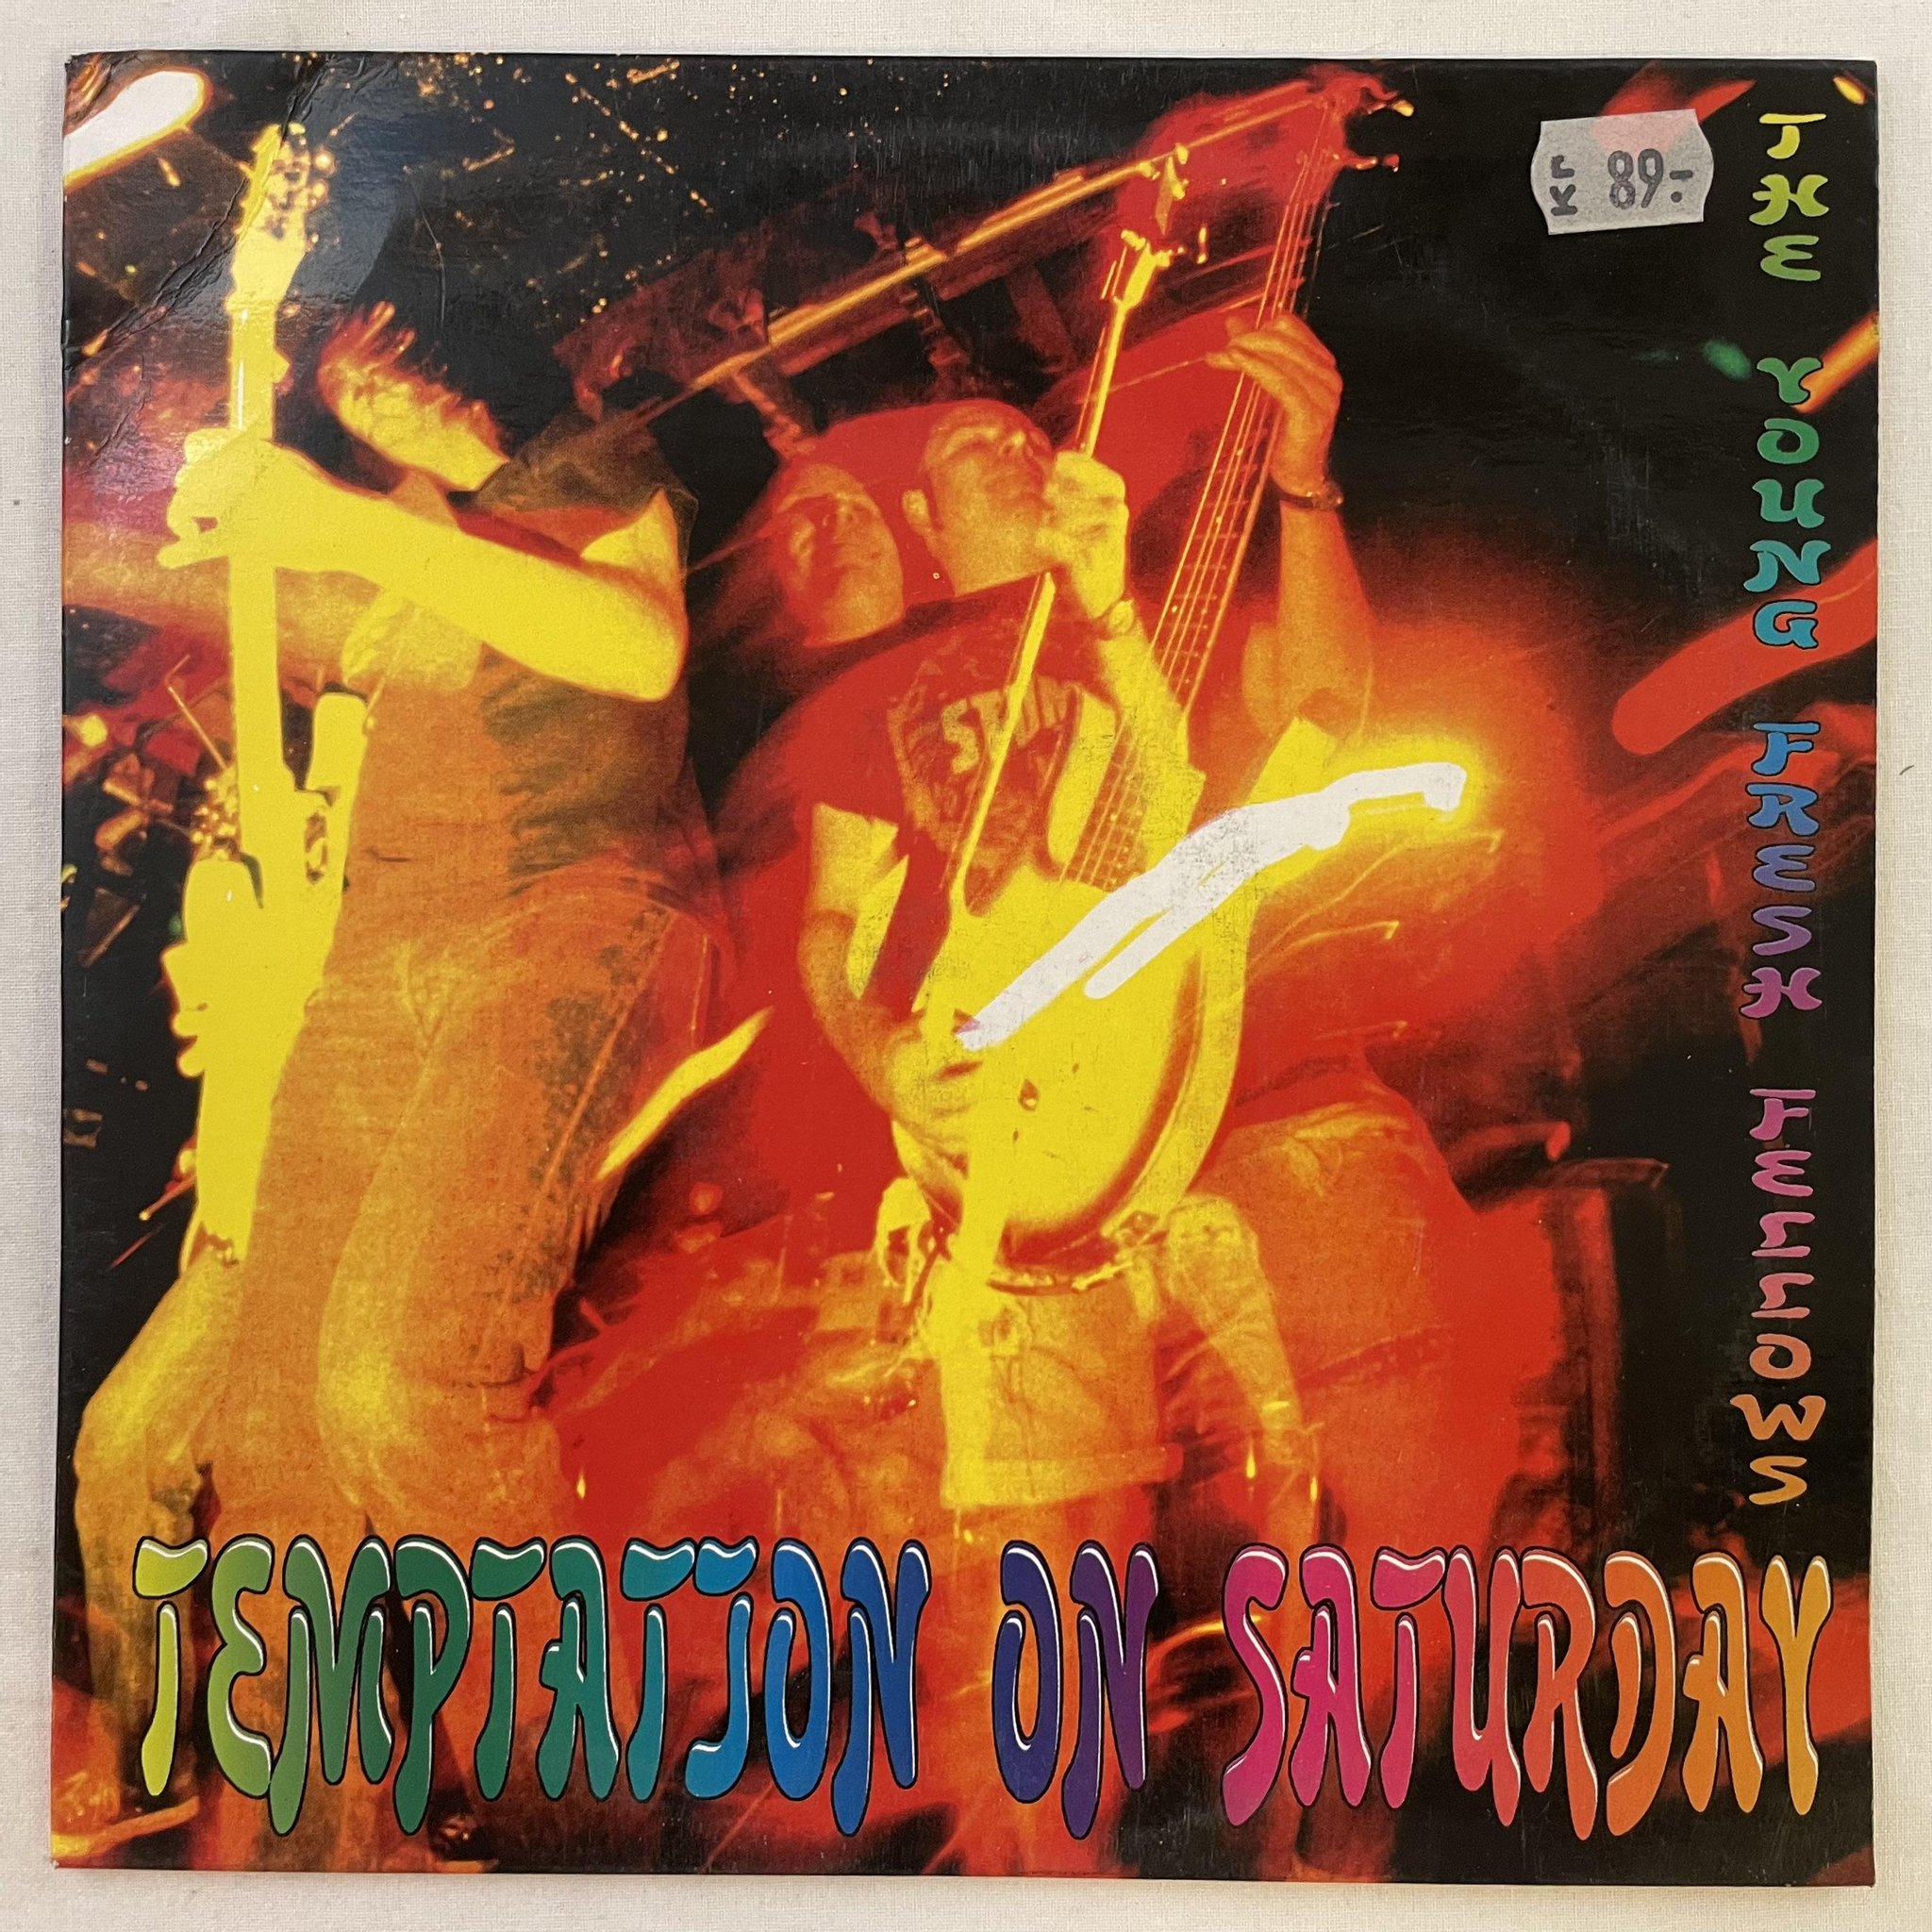 Kr 89:-
THE YOUNG FRESH FELLOWS
TEMPTATION ON SATURDAY